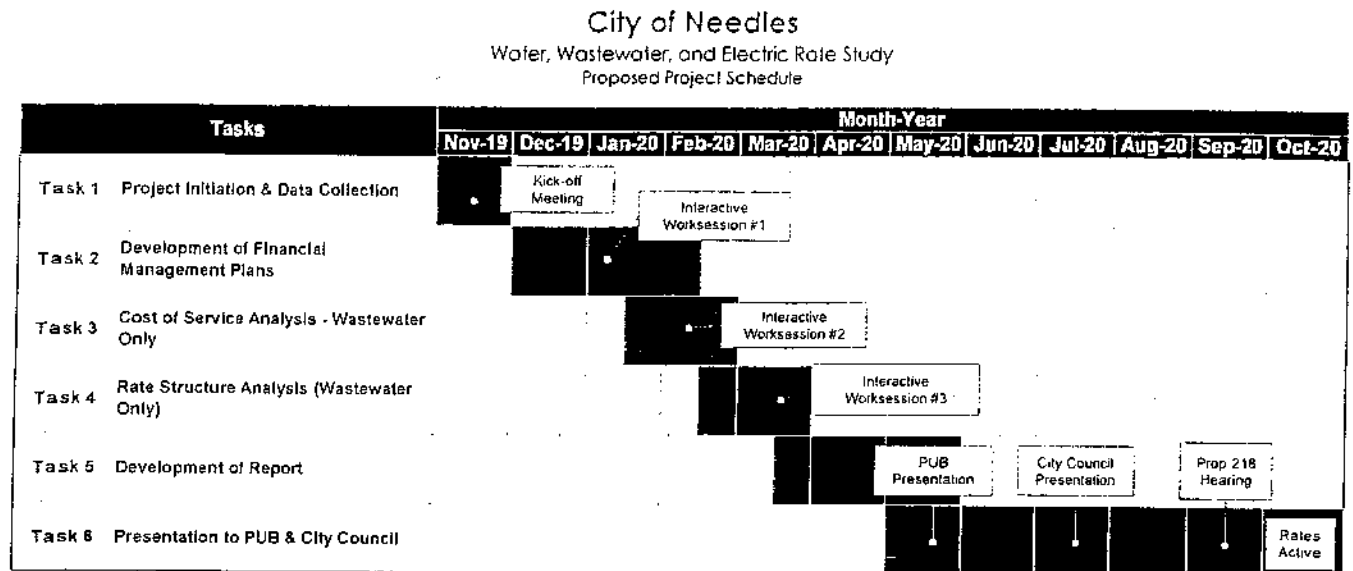 City of Needles
Water, Wastewater, and Electric Rate Study
Proposed Project Schedule
Tasks
Month-Year
Nov-19 Dec-19 Jan-20 Feb-20 Mar-20 Apr-20 May-20 Jun-20 Jul-20 Aug-20 Sep-20 Oct-20
Task 1 Project Initiation & Data Collection
Kick-off
Meeting
Interactive
Worksession #1
Task 2 Development of Financial
Management Plans
Task 3 Cost of Service Analysis - Wastewater
Only
Interactive
Worksession #2
Task 4 Rate Structure Analysis (Wastewater
Only)
Interactive
Worksession #3
Task 5 Development of Report
PUB
Presentation
City Council
Presentation
Prop 218
Hearing
Task 6 Presentation to PUB & City Council
Rates
Active